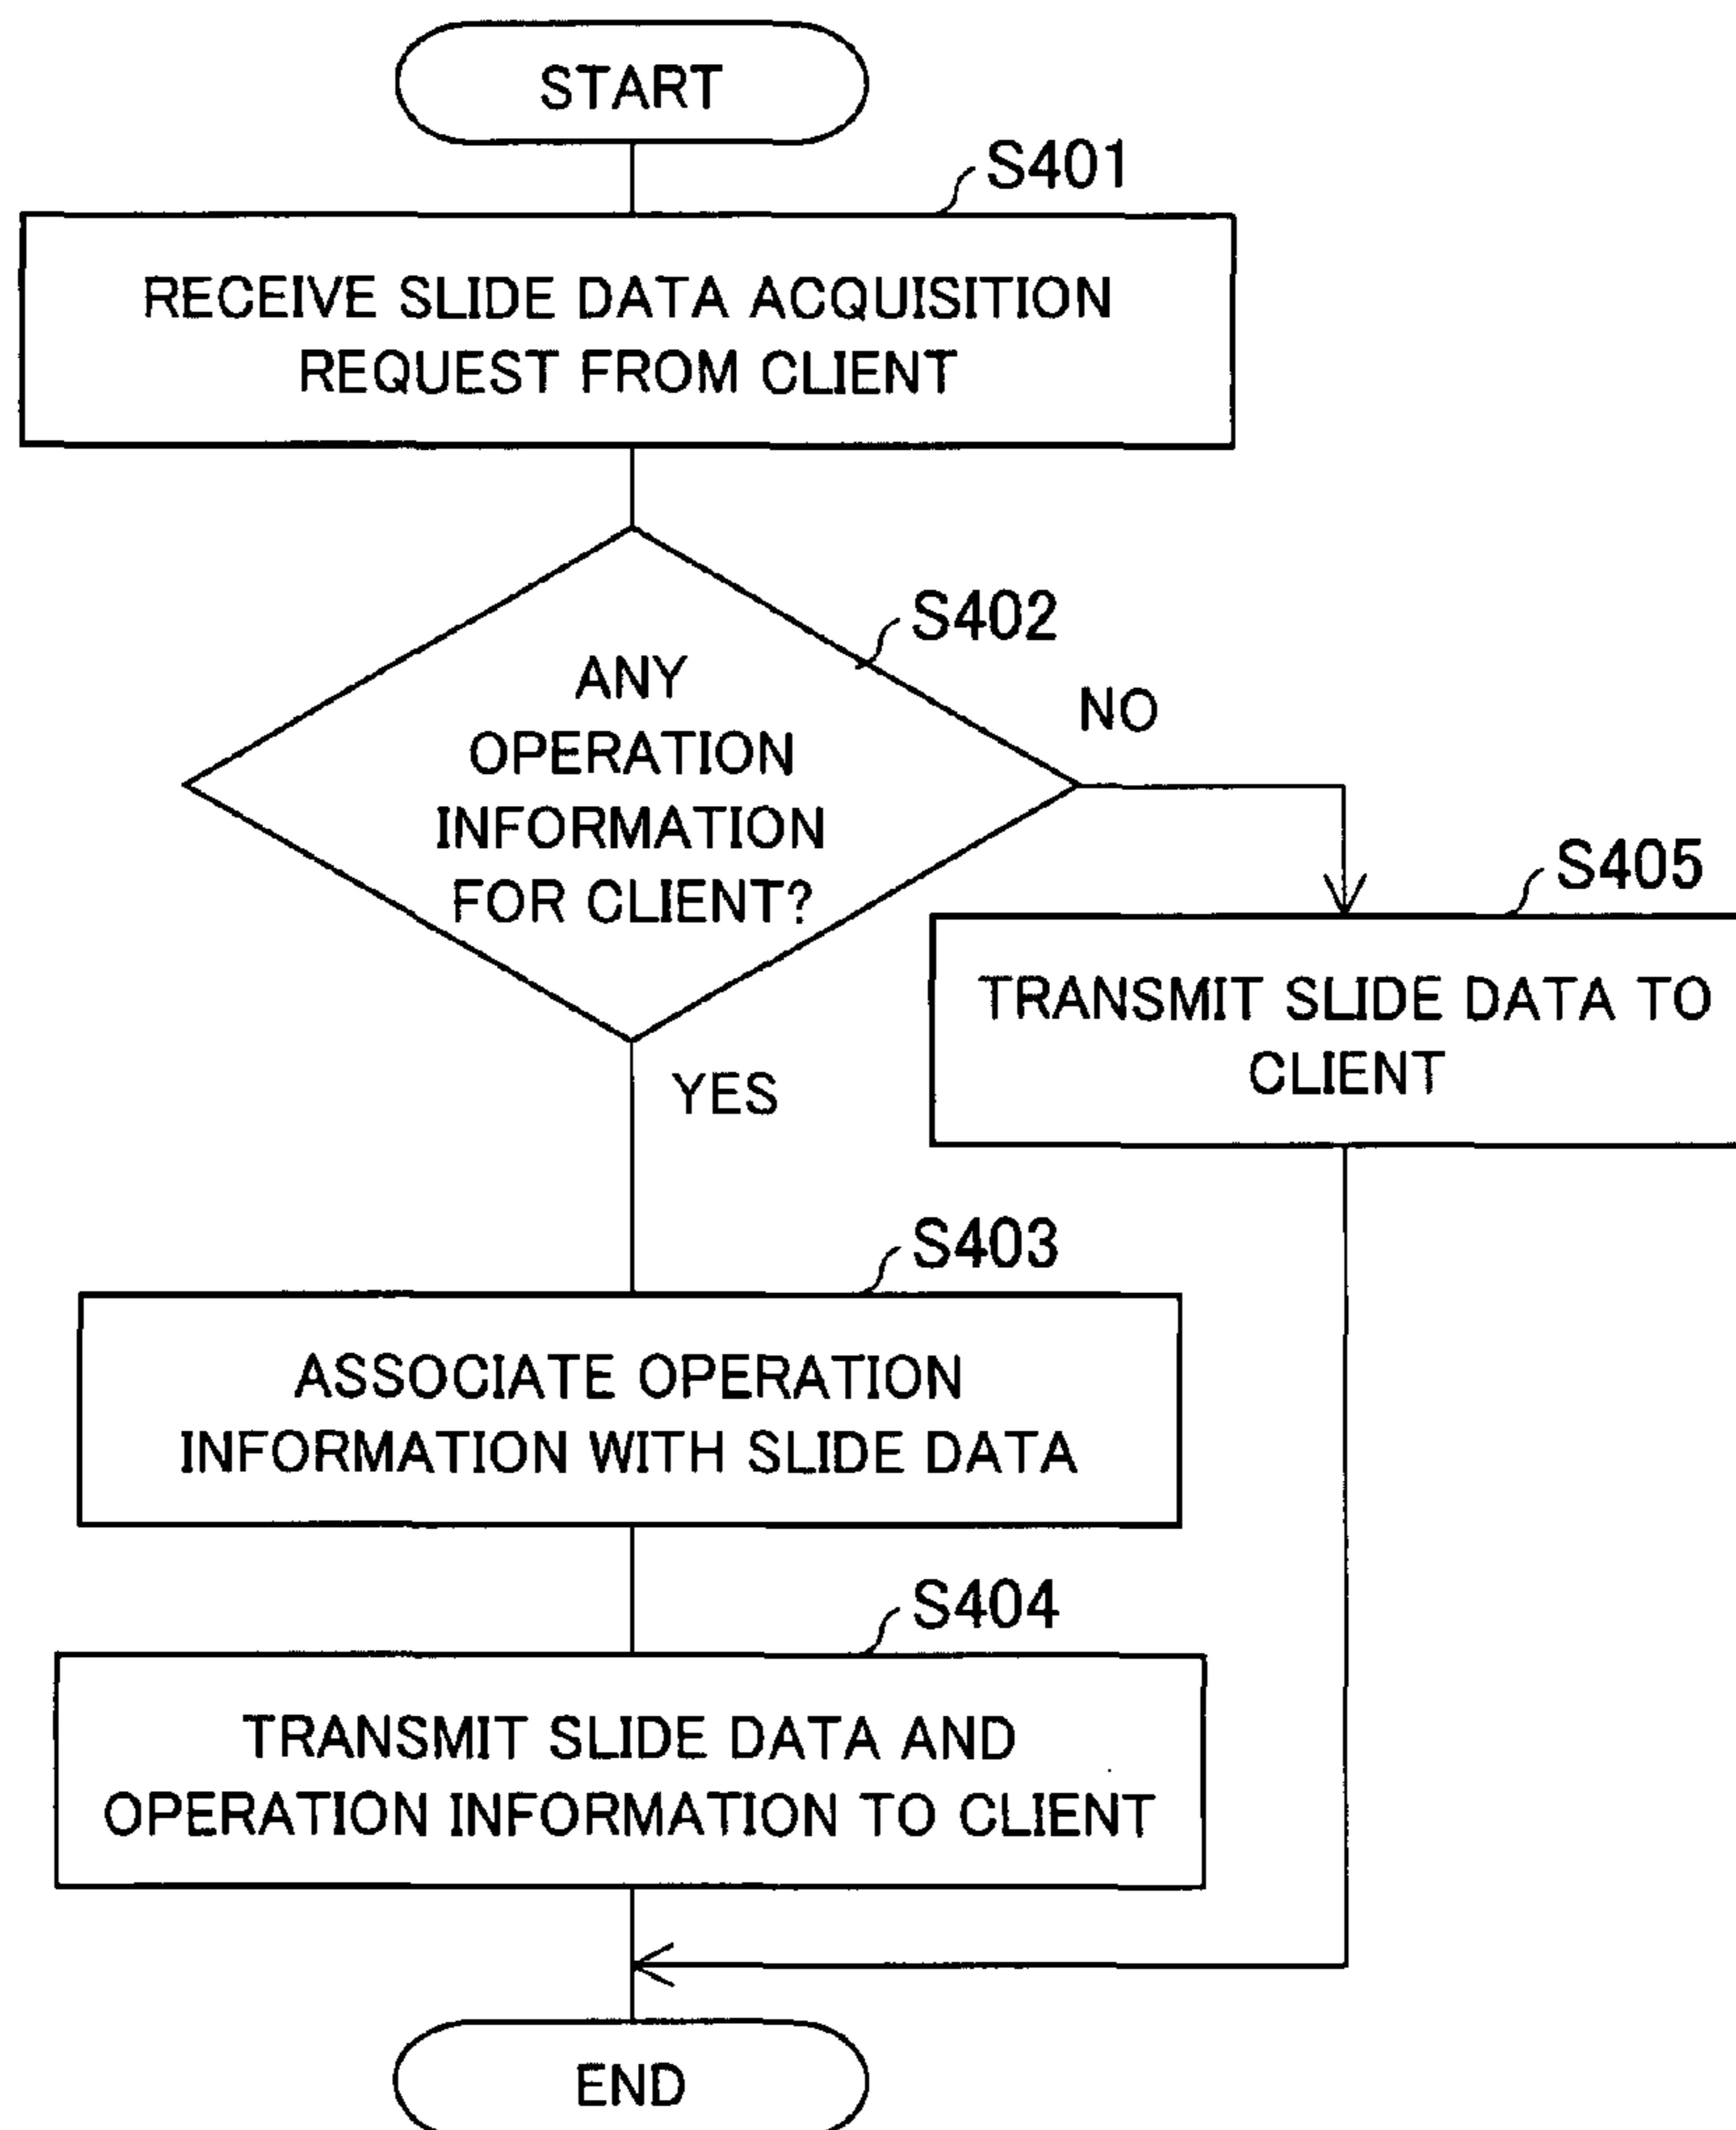 START
S401
RECEIVE SLIDE DATA ACQUISITION
REQUEST FROM CLIENT
S402
ANY
OPERATION
INFORMATION
FOR CLIENT?
NO
YES
S405
TRANSMIT SLIDE DATA TO
CLIENT
S403
ASSOCIATE OPERATION
INFORMATION WITH SLIDE DATA
S404
TRANSMIT SLIDE DATA AND
OPERATION INFORMATION TO CLIENT
END